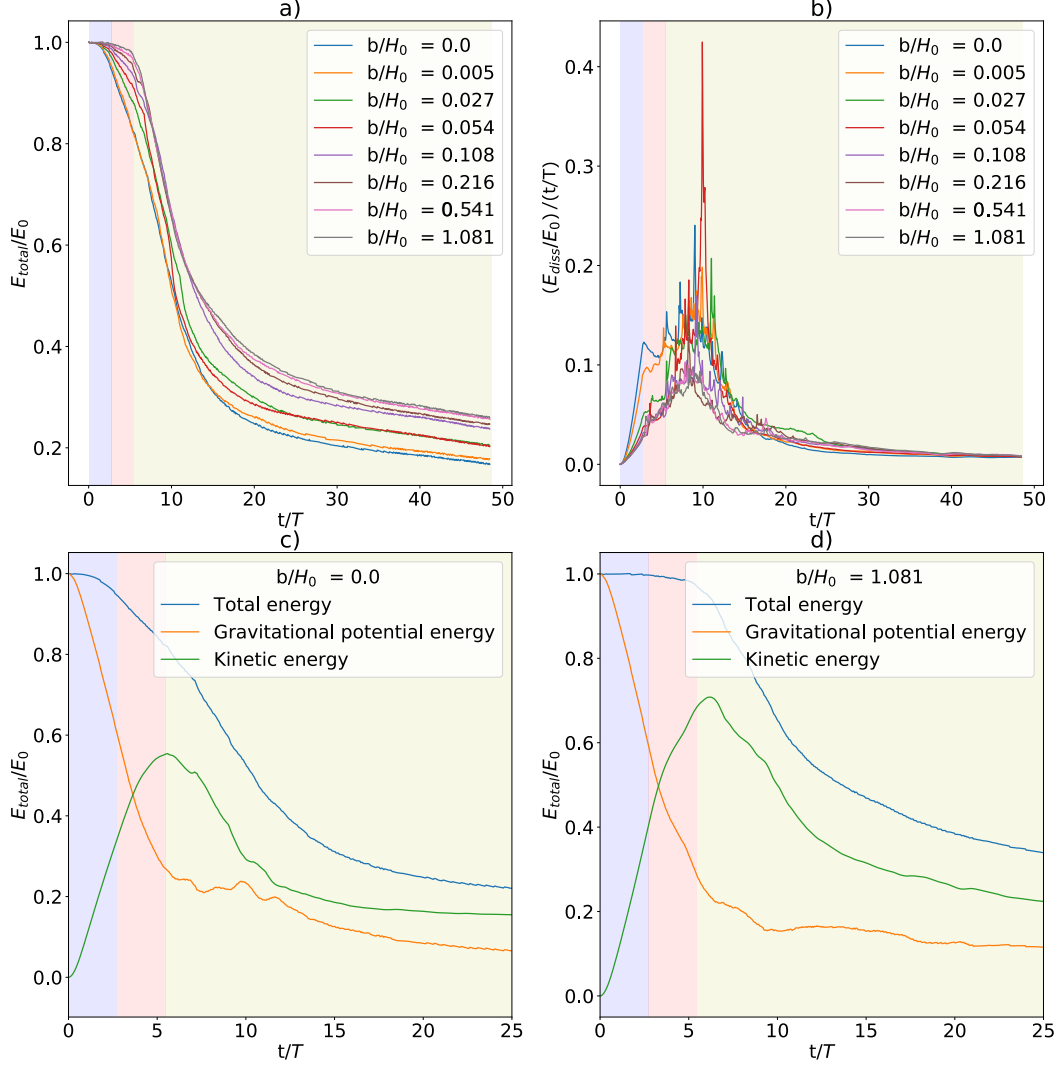 a)
1.0
0.8
0.6
0.4
0.2
E_total/E_0
b/H_0 = 0.0
b/H_0 = 0.005
b/H_0 = 0.027
b/H_0 = 0.054
b/H_0 = 0.108
b/H_0 = 0.216
b/H_0 = 0.541
b/H_0 = 1.081
0 10 20 30 40 50
t/T
b)
0.4
0.3
0.2
0.1
0.0
(E_diss/E_0)/(t/T)
b/H_0 = 0.0
b/H_0 = 0.005
b/H_0 = 0.027
b/H_0 = 0.054
b/H_0 = 0.108
b/H_0 = 0.216
b/H_0 = 0.541
b/H_0 = 1.081
0 10 20 30 40 50
t/T
c)
1.0
0.8
0.6
0.4
0.2
0.0
E_total/E_0
b/H_0 = 0.0
Total energy
Gravitational potential energy
Kinetic energy
0 5 10 15 20 25
t/T
d)
1.0
0.8
0.6
0.4
0.2
0.0
E_total/E_0
b/H_0 = 1.081
Total energy
Gravitational potential energy
Kinetic energy
0 5 10 15 20 25
t/T